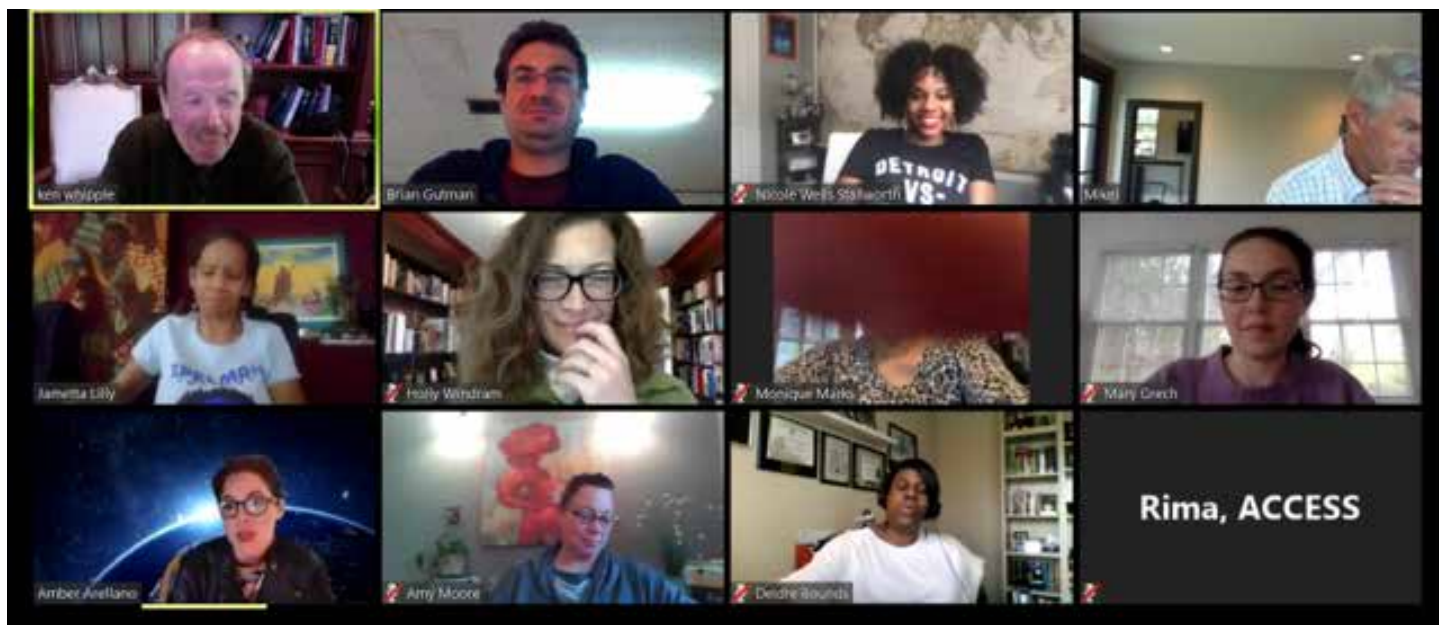 ken whipple
Brian Gutman
DETROIT
VS-
Nicole Wells Stallworth
Mikel
Jametta Lilly
Holly Windram
Monique Marks
Mary Grech
Amber Arellano
Amy Moore
Deidre Bounds
Rima, ACCESS